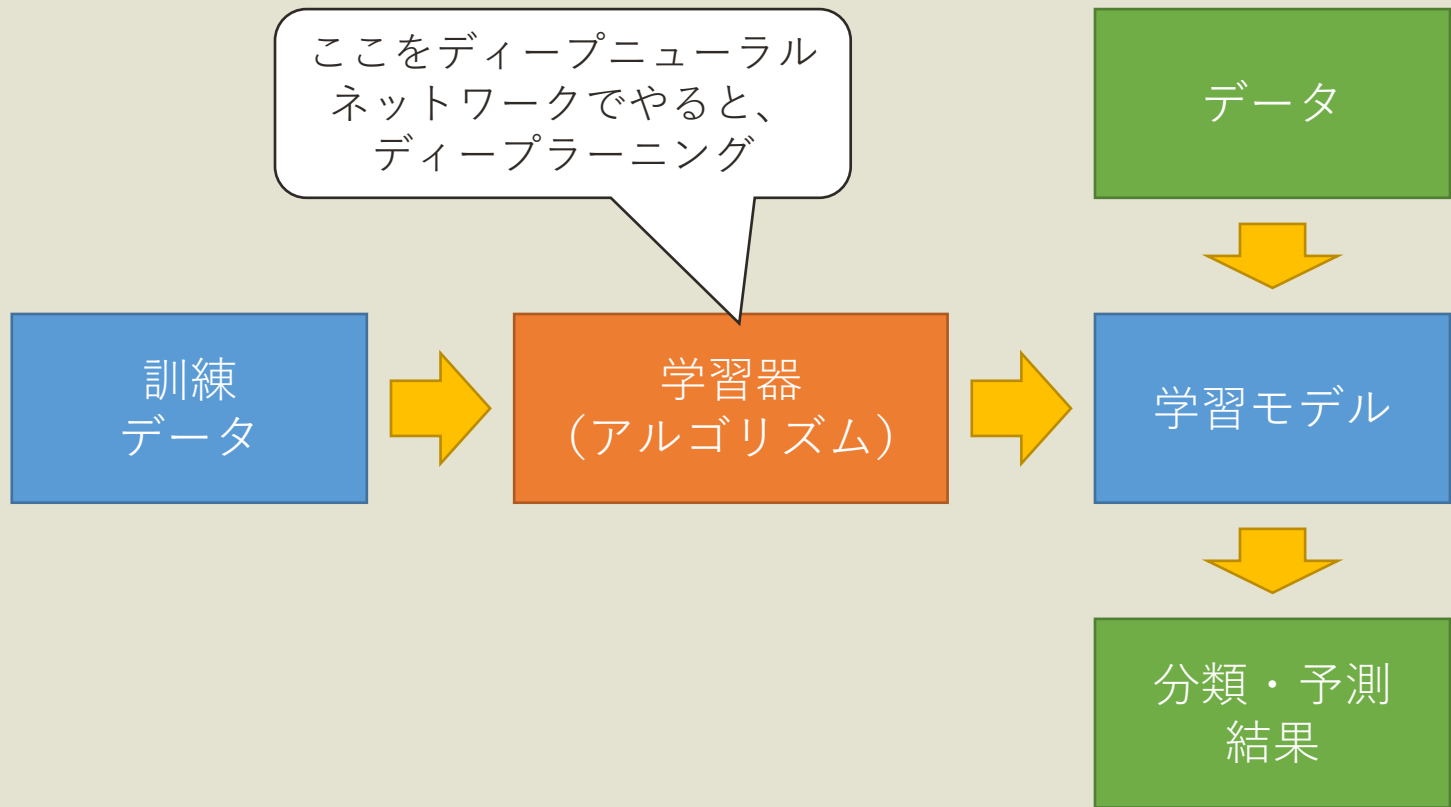 ここをディープニューラル
ネットワークでやると、
ディープラーニング
データ
訓練
データ
学習器
（アルゴリズム）
学習モデル
分類・予測
結果